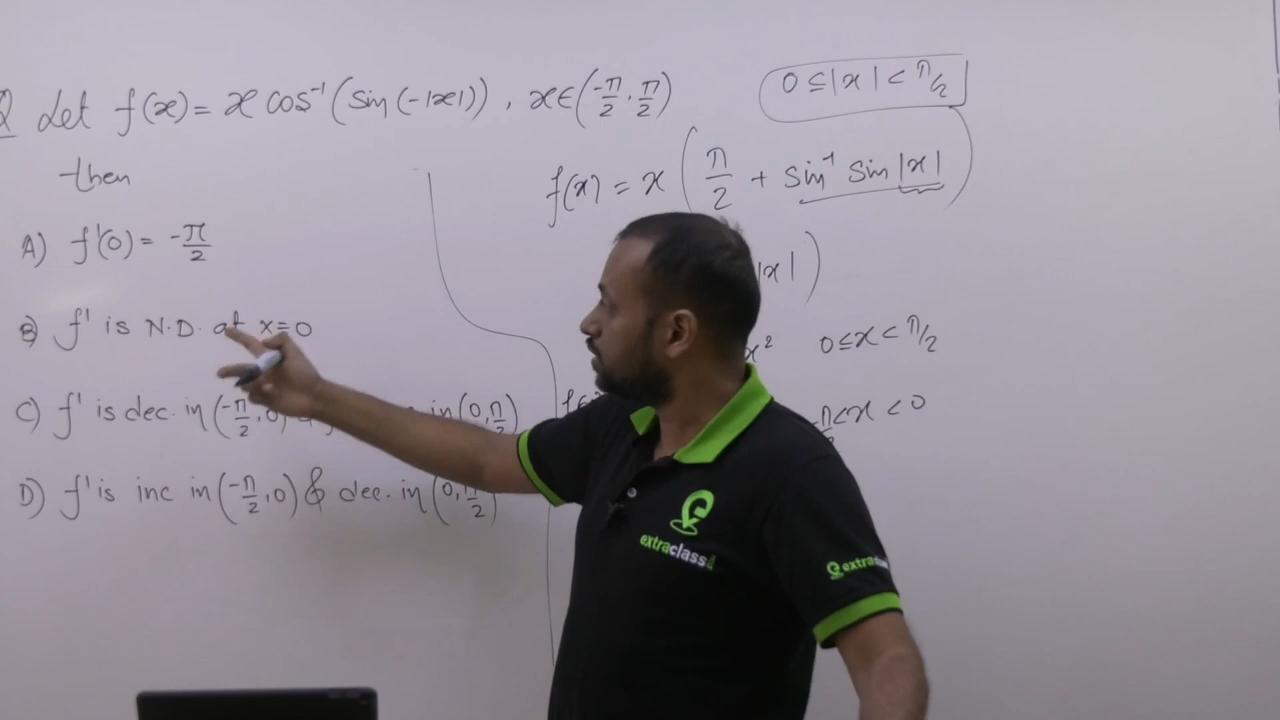 Q Let f(x) = x cos⁻¹(sin(-|x|)), x∈(-π/2, π/2)
then
A) f'(0) = -π/2
B) f' is N.D. at x=0
C) f' is dec. in (-π/2, 0) & in (0, π/2)
D) f' is inc in (-π/2, 0) & dec. in (0, π/2)
0 ≤ |x| < π/2
f(x) = x (π/2 + sin⁻¹ sin |x|)
|x|)
x² 0 ≤ x < π/2
-π/2 < x < 0
extraclass
extra